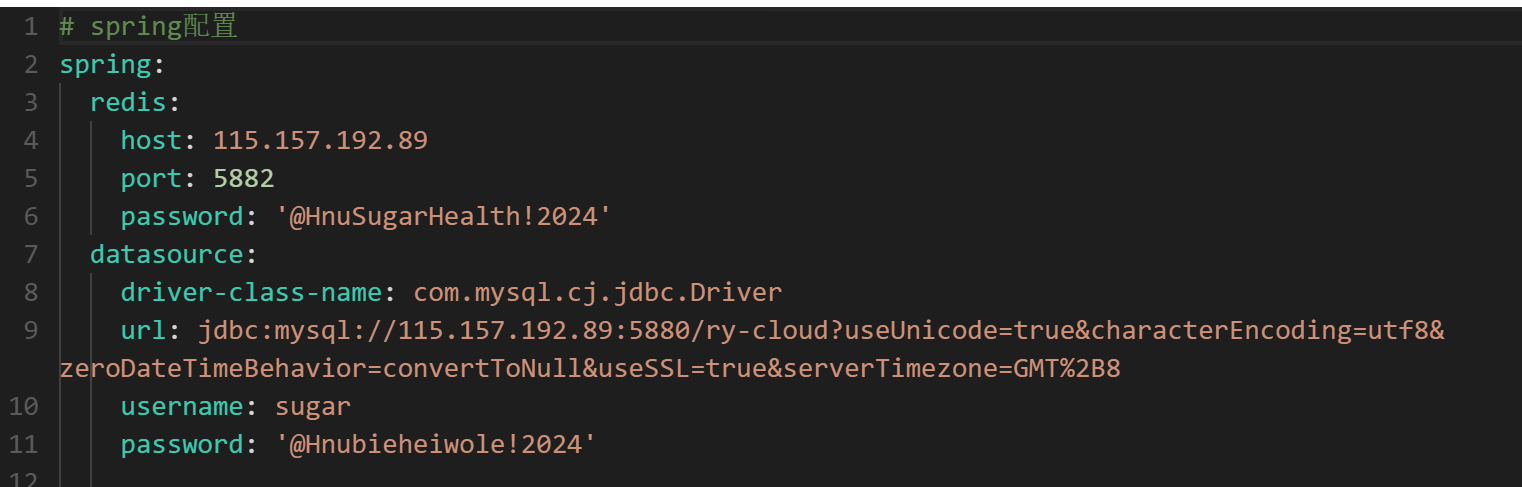 1 # spring配置
2 spring:
3   redis:
4     host: 115.157.192.89
5     port: 5882
6     password: '@HnuSugarHealth!2024'
7   datasource:
8     driver-class-name: com.mysql.cj.jdbc.Driver
9     url: jdbc:mysql://115.157.192.89:5880/ry-cloud?useUnicode=true&characterEncoding=utf8&
zeroDateTimeBehavior=convertToNull&useSSL=true&serverTimezone=GMT%2B8
10     username: sugar
11     password: '@Hnubieheiwole!2024'
12